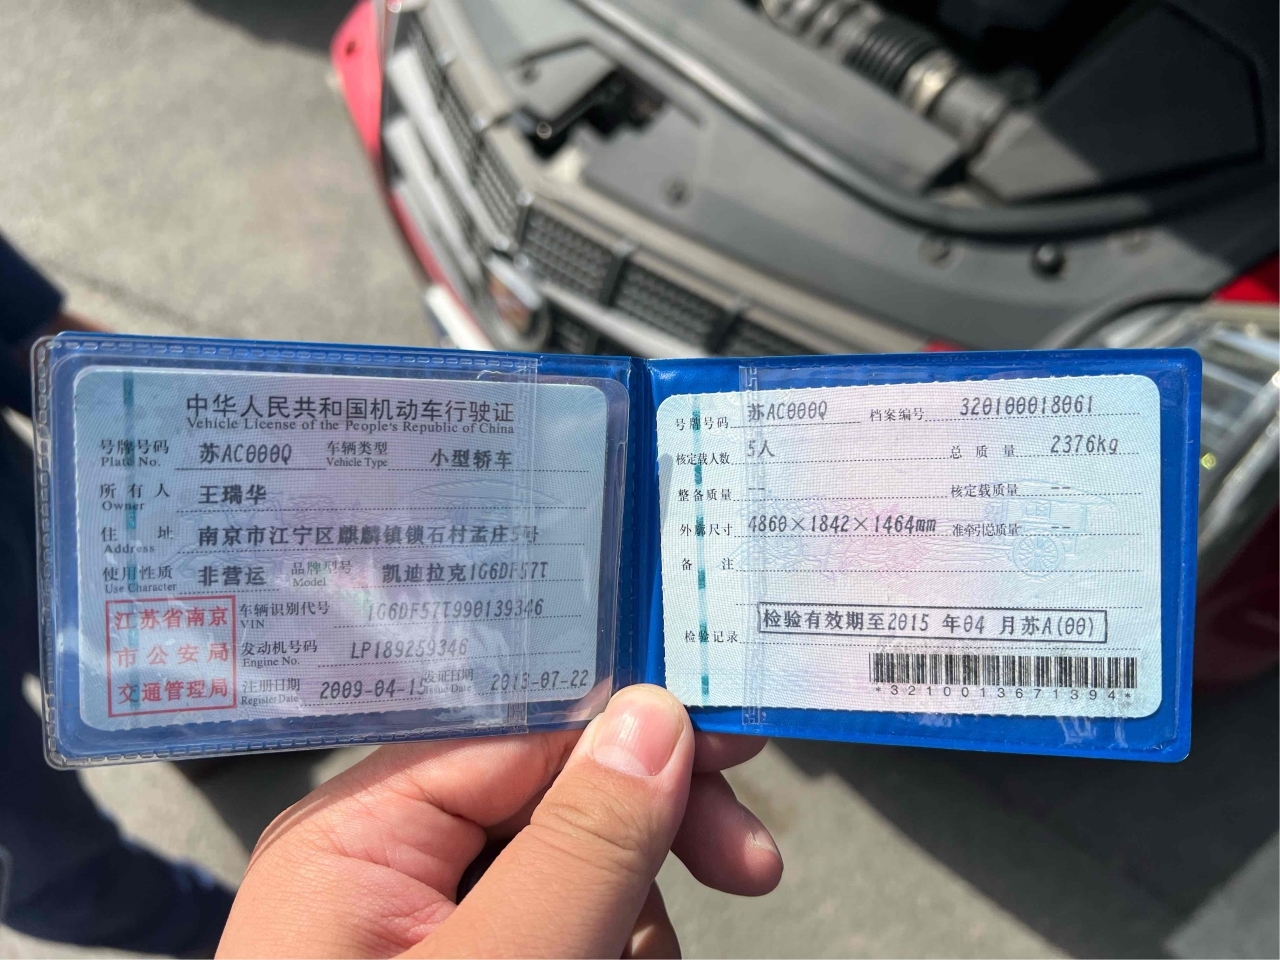 中华人民共和国机动车行驶证
Vehicle License of the People's Republic of China
号牌号码 苏AC000Q 车辆类型 小型轿车
Plate No. Vehicle Type
所有人 王瑞华
Owner
住址 南京市江宁区麒麟镇锁石村孟庄5号
Address
使用性质 非营运 品牌型号 凯迪拉克1G6DF57T
Use Character Model
江苏省南京
市公安局
交通管理局
车辆识别代号 1G6DF57T990139346
VIN
发动机号码 LP189259346
Engine No.
注册日期 2009-04-15 发证日期 2013-07-22
Register Date Issue Date
号牌号码 苏AC000Q 档案编号 320100018061
核定载人数 5人 总质量 2376kg
整备质量 -- 核定载质量 --
外廓尺寸 4860×1842×1464mm 准牵引总质量 --
备注
检验记录 检验有效期至2015 年04 月苏A(00)
*3210013671394*